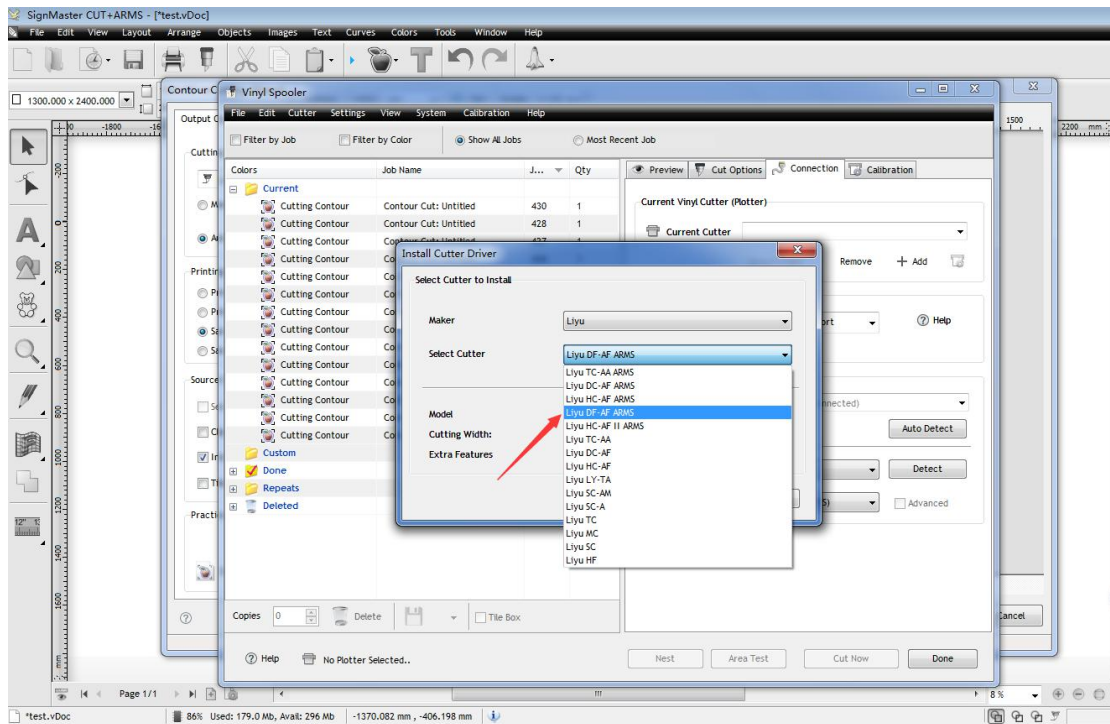 SignMaster CUT+ARMS - [*test.vDoc]
File Edit View Layout Arrange Objects Images Text Curves Colors Tools Window Help
1300.000 x 2400.000
Contour C
Vinyl Spooler
File Edit Cutter Settings View System Calibration Help
Output
Filter by Job Filter by Color Show All Jobs Most Recent Job
-1800
1500
2200 mm
Colors Job Name J... Qty
Preview Cut Options Connection Calibration
Current
Cutting Contour Contour Cut: Untitled 430 1
Cutting Contour Contour Cut: Untitled 428 1
Cutting Contour
Cutting Contour
Cutting Contour
Cutting Contour
Cutting Contour
Cutting Contour
Cutting Contour
Cutting Contour
Cutting Contour
Cutting Contour
Cutting Contour
Cutting Contour
Custom
Done
Repeats
Deleted
Current Vinyl Cutter (Plotter)
Current Cutter
Remove + Add
Help
Auto Detect
Detect
Advanced
Install Cutter Driver
Select Cutter to Install
Maker Liyu
Select Cutter Liyu DF-AF ARMS
Liyu TC-AA ARMS
Liyu DC-AF ARMS
Liyu HC-AF ARMS
Liyu DF-AF ARMS
Liyu HC-AF II ARMS
Liyu TC-AA
Liyu DC-AF
Liyu HC-AF
Liyu LY-TA
Liyu SC-AM
Liyu SC-A
Liyu TC
Liyu MC
Liyu SC
Liyu HF
Model
Cutting Width:
Extra Features
Copies 0 Delete Tile Box
Help No Plotter Selected..
Nest Area Test Cut Now Done
Cancel
Page 1/1
8%
*test.vDoc
86% Used: 179.0 Mb, Avail: 296 Mb
-1370.082 mm , -406.198 mm